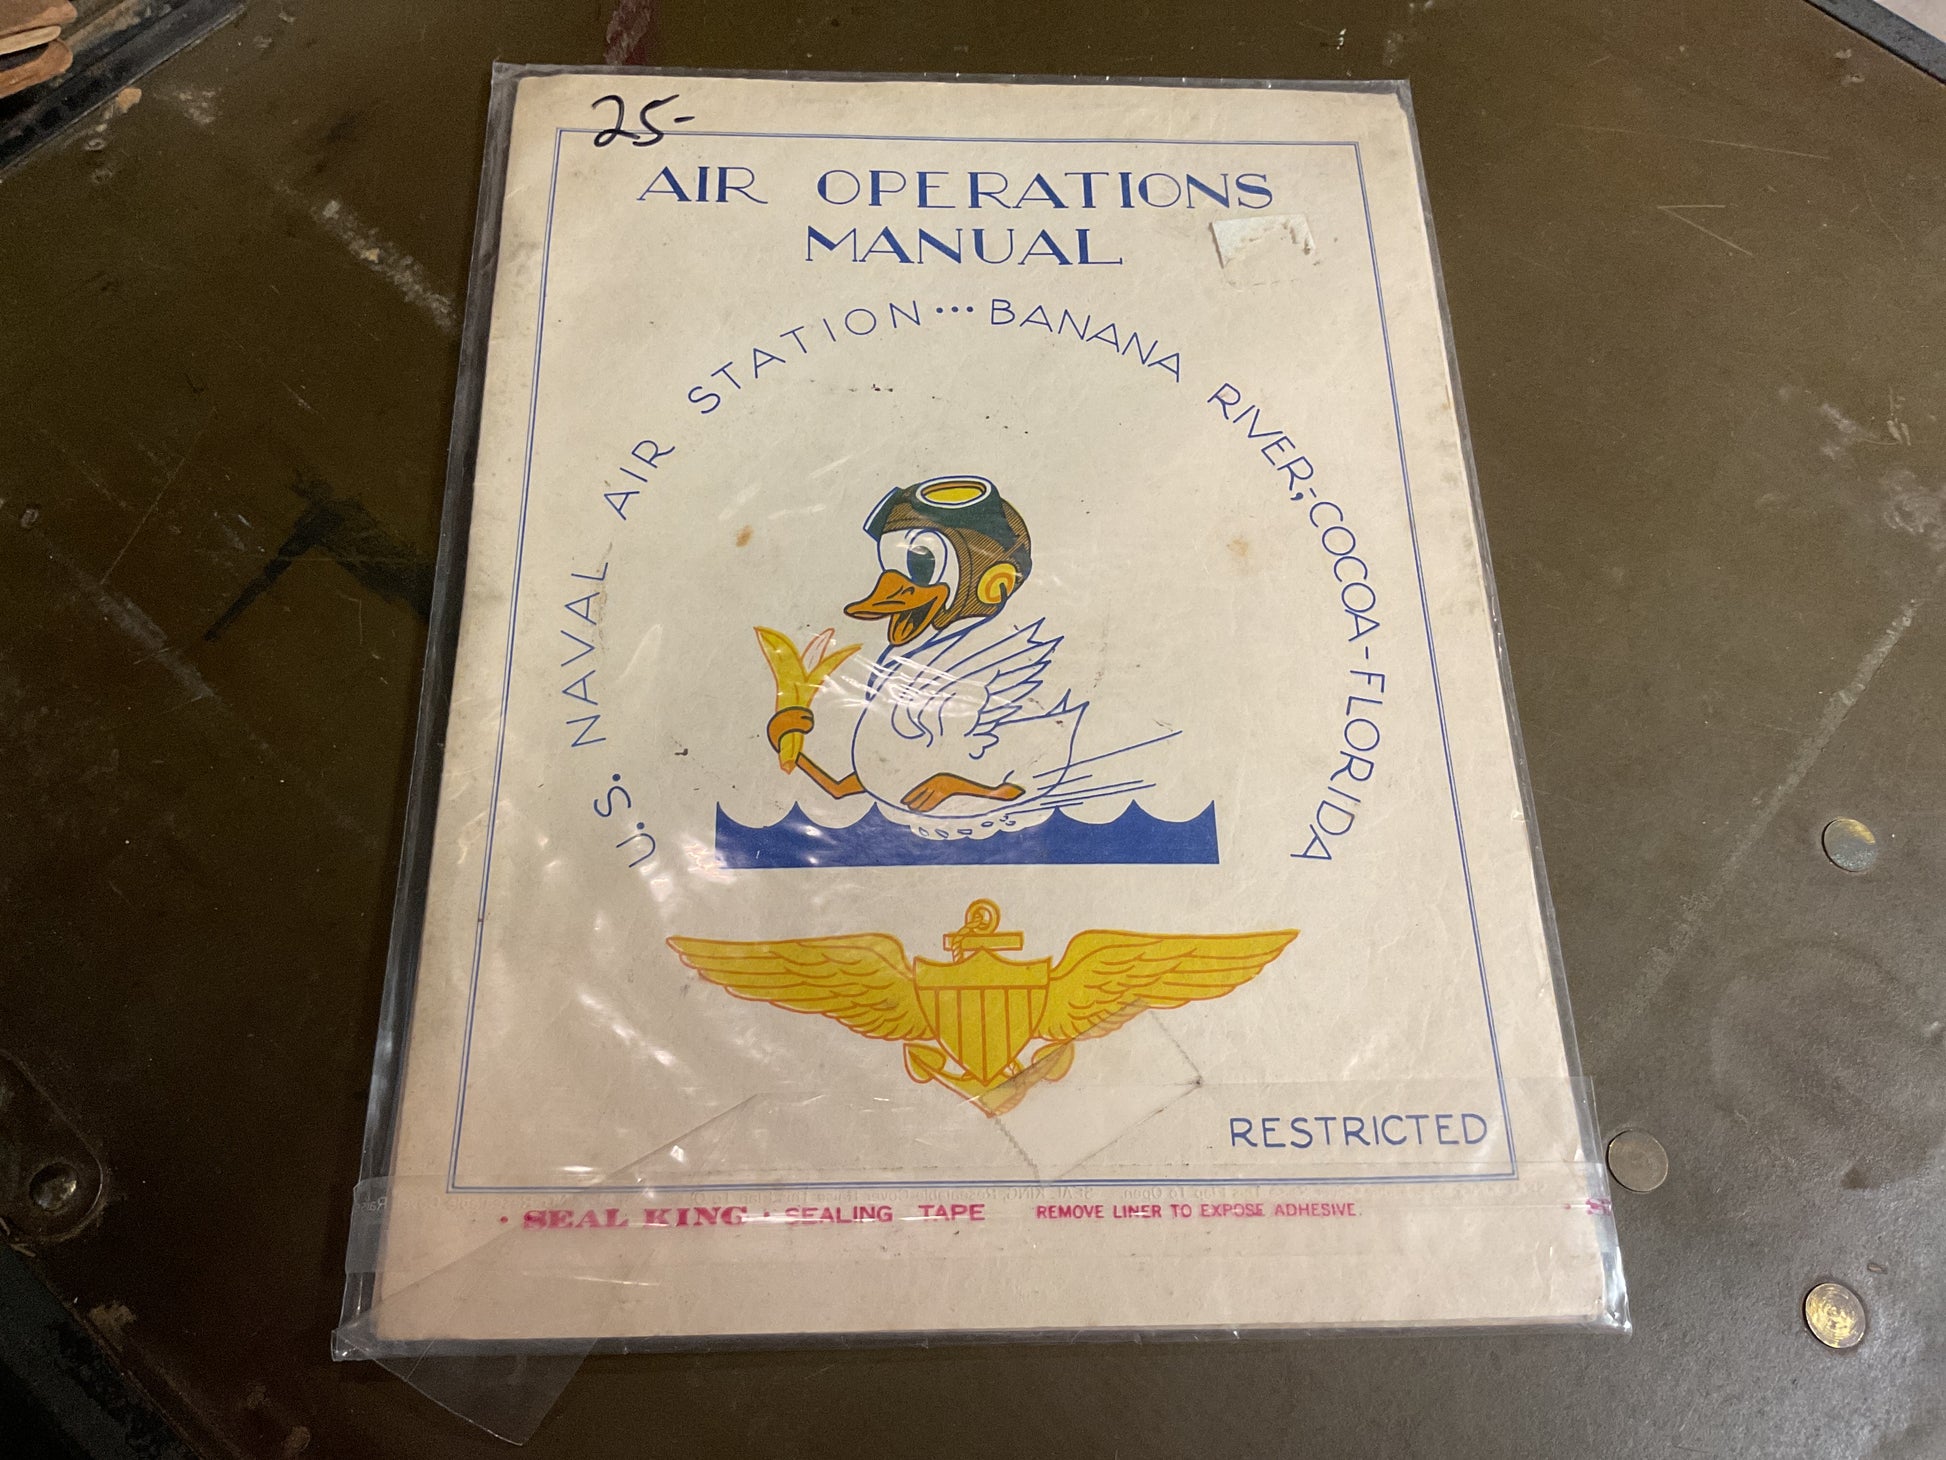 25-
AIR OPERATIONS
MANUAL
U.S. NAVAL AIR STATION···BANANA RIVER;-COCOA-FLORIDA
RESTRICTED
• SEAL KING • SEALING TAPE REMOVE LINER TO EXPOSE ADHESIVE.